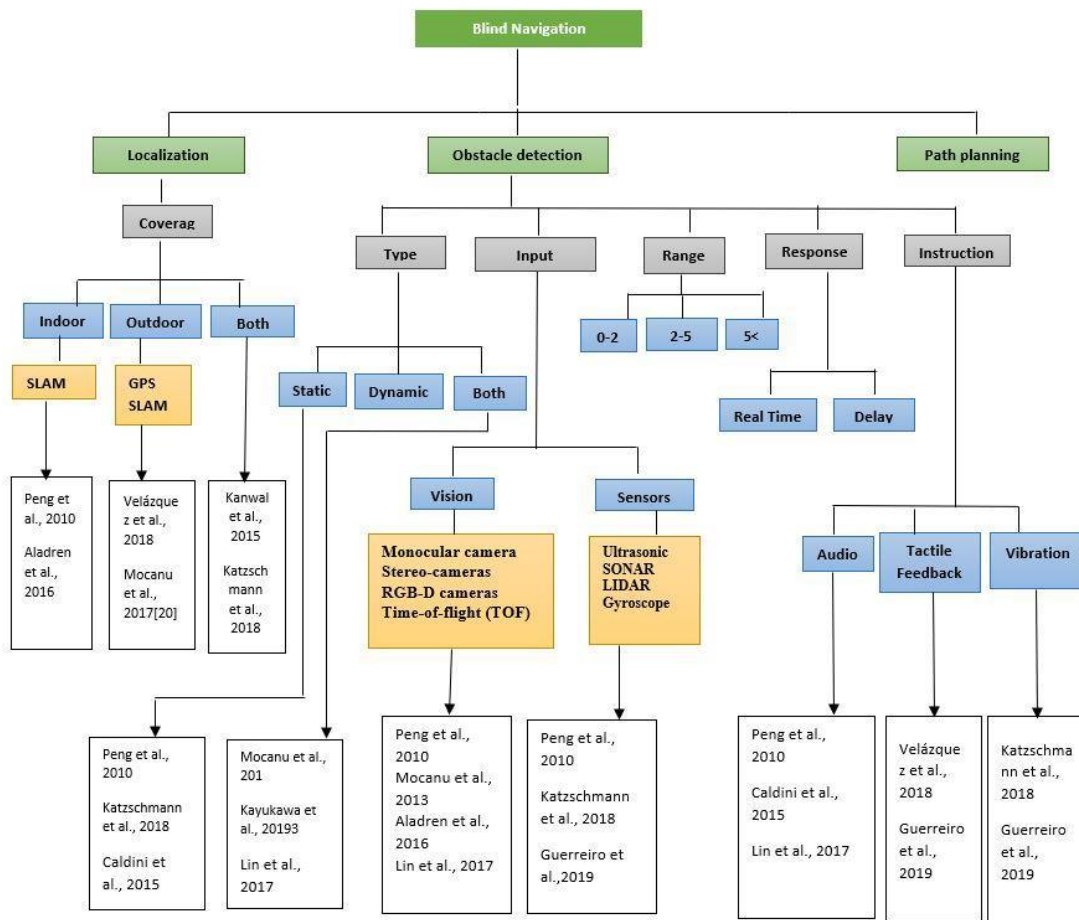 Blind Navigation
Localization
Obstacle detection
Path planning
Coverag
Type
Input
Range
Response
Instruction
Indoor
Outdoor
Both
0-2
2-5
5<
SLAM
GPS
SLAM
Static
Dynamic
Both
Real Time
Delay
Vision
Sensors
Peng et
al., 2010
Aladren
et al.,
2016
Velázque
z et al.,
2018
Mocanu
et al.,
2017[20]
Kanwal
et al.,
2015
Katzsch
mann et
al., 2018
Monocular camera
Stereo-cameras
RGB-D cameras
Time-of-flight (TOF)
Ultrasonic
SONAR
LIDAR
Gyroscope
Audio
Tactile
Feedback
Vibration
Peng et al.,
2010
Katzschmann
et al., 2018
Caldini et
al., 2015
Mocanu et al.,
201
Kayukawa et
al., 20193
Lin et al.,
2017
Peng et al.,
2010
Mocanu et al.,
2013
Aladren et al.,
2016
Lin et al., 2017
Peng et al.,
2010
Katzschmann
et al., 2018
Guerreiro et
al.,2019
Peng et al.,
2010
Caldini et al.,
2015
Lin et al., 2017
Velázque
z et al.,
2018
Guerreiro
et al.,
2019
Katzschma
nn et al.,
2018
Guerreiro
et al.,
2019